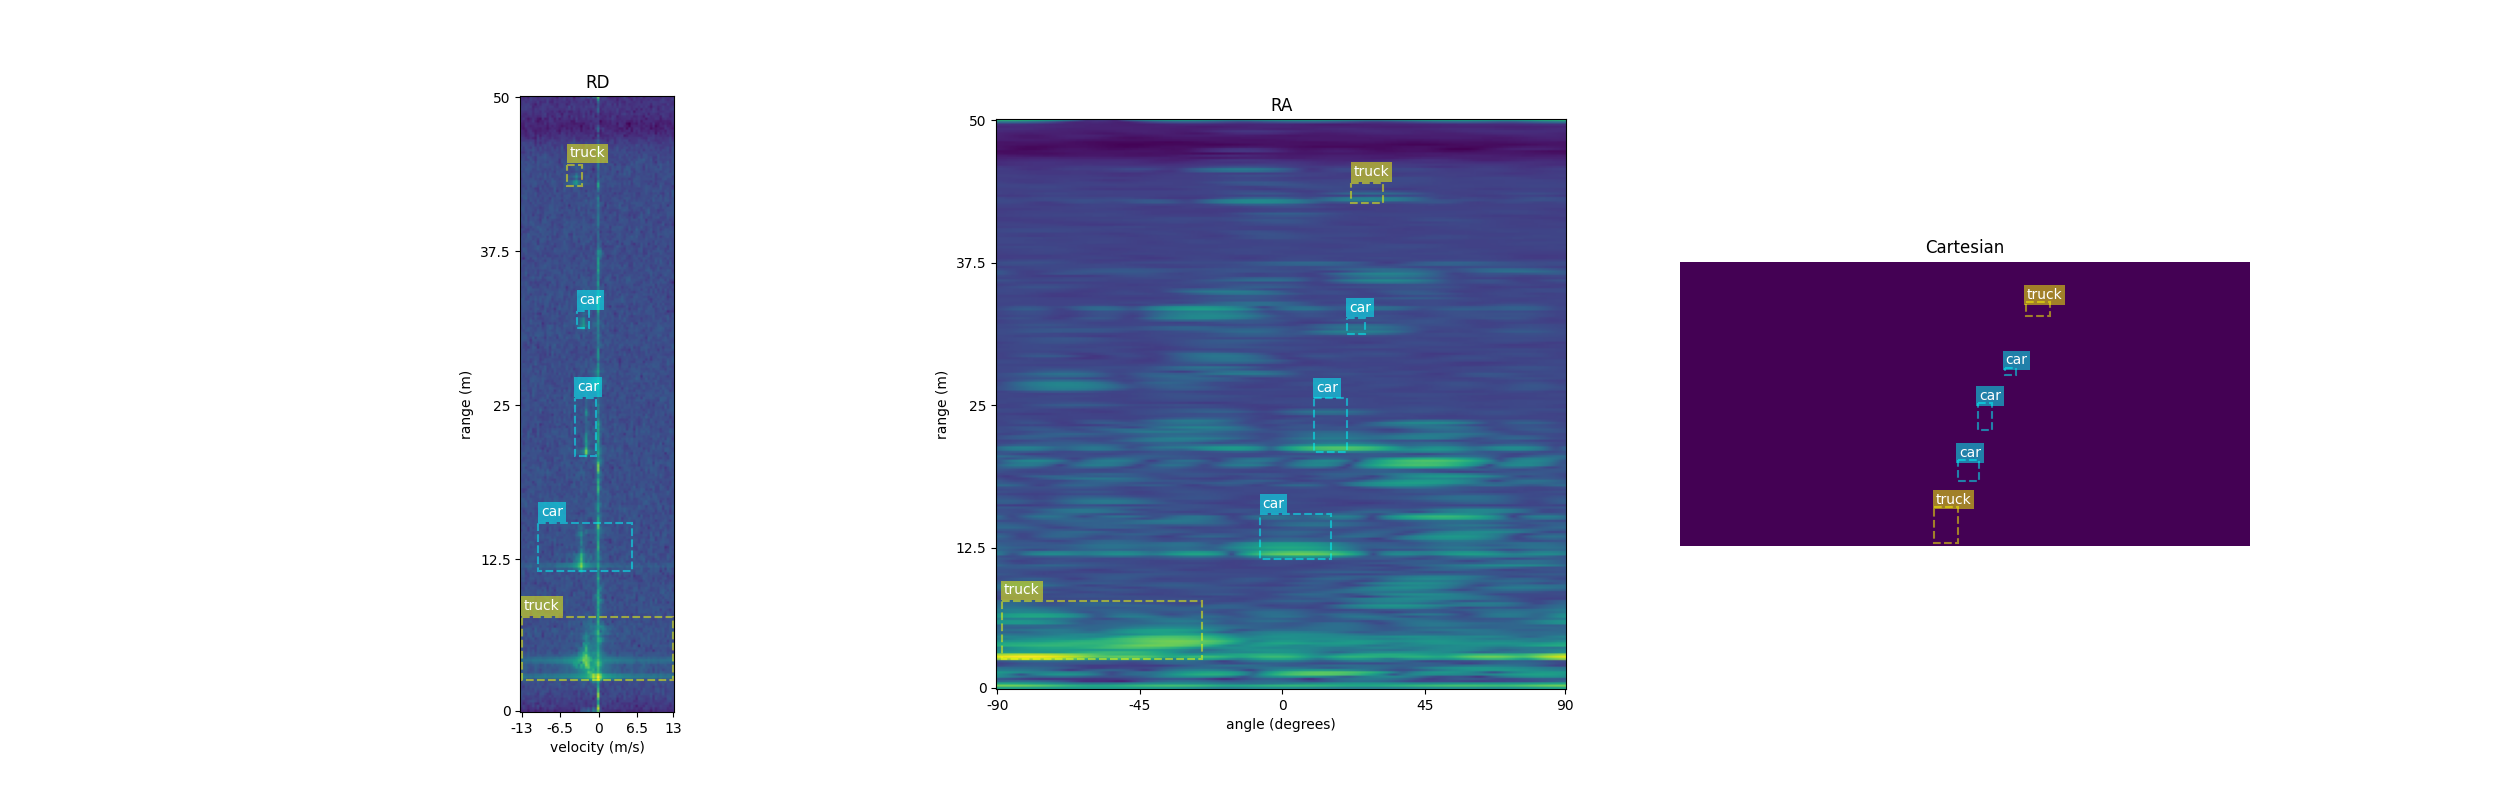 RD
50
37.5
25
12.5
0
range (m)
truck
car
car
car
truck
-13 -6.5 0 6.5 13
velocity (m/s)
RA
50
37.5
25
12.5
0
range (m)
truck
car
car
car
truck
-90 -45 0 45 90
angle (degrees)
Cartesian
truck
car
car
car
truck